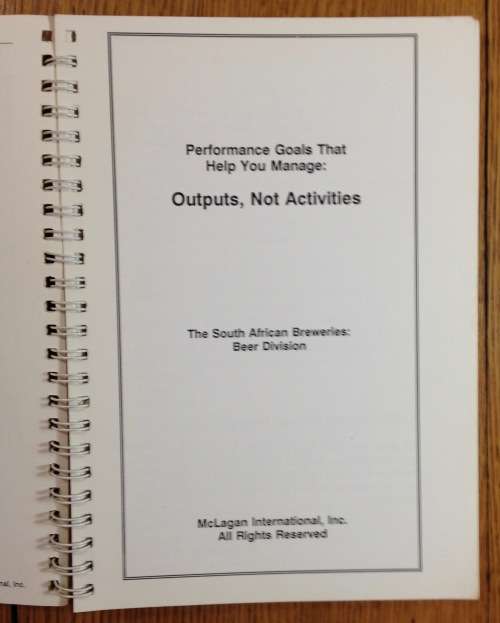 Performance Goals That
Help You Manage:
Outputs, Not Activities
The South African Breweries:
Beer Division
McLagan International, Inc.
All Rights Reserved
Inc.